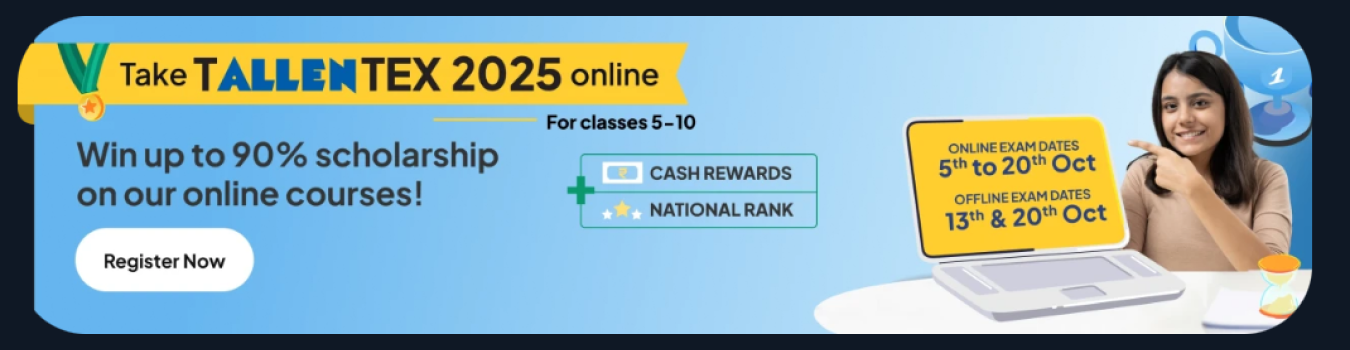 Take TALLENTEX 2025 online
For classes 5-10
Win up to 90% scholarship
on our online courses!
₹ CASH REWARDS
NATIONAL RANK
Register Now
ONLINE EXAM DATES
5th to 20th Oct
OFFLINE EXAM DATES
13th & 20th Oct
1